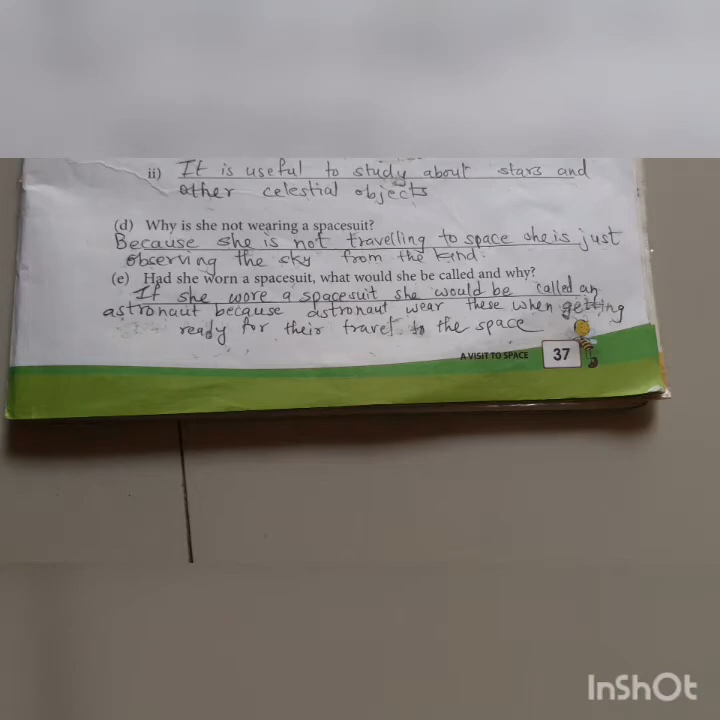 ii) It is useful to study about stars and
other celestial objects
(d) Why is she not wearing a spacesuit?
Because she is not travelling to space she is just
observing the sky from the
(e) Had she worn a spacesuit, what would she be called and why?
If she wore a spacesuit she would be called an
astronaut because astronaut wear these when getting
ready for their travel to the space
A VISIT TO SPACE 37
InShOt